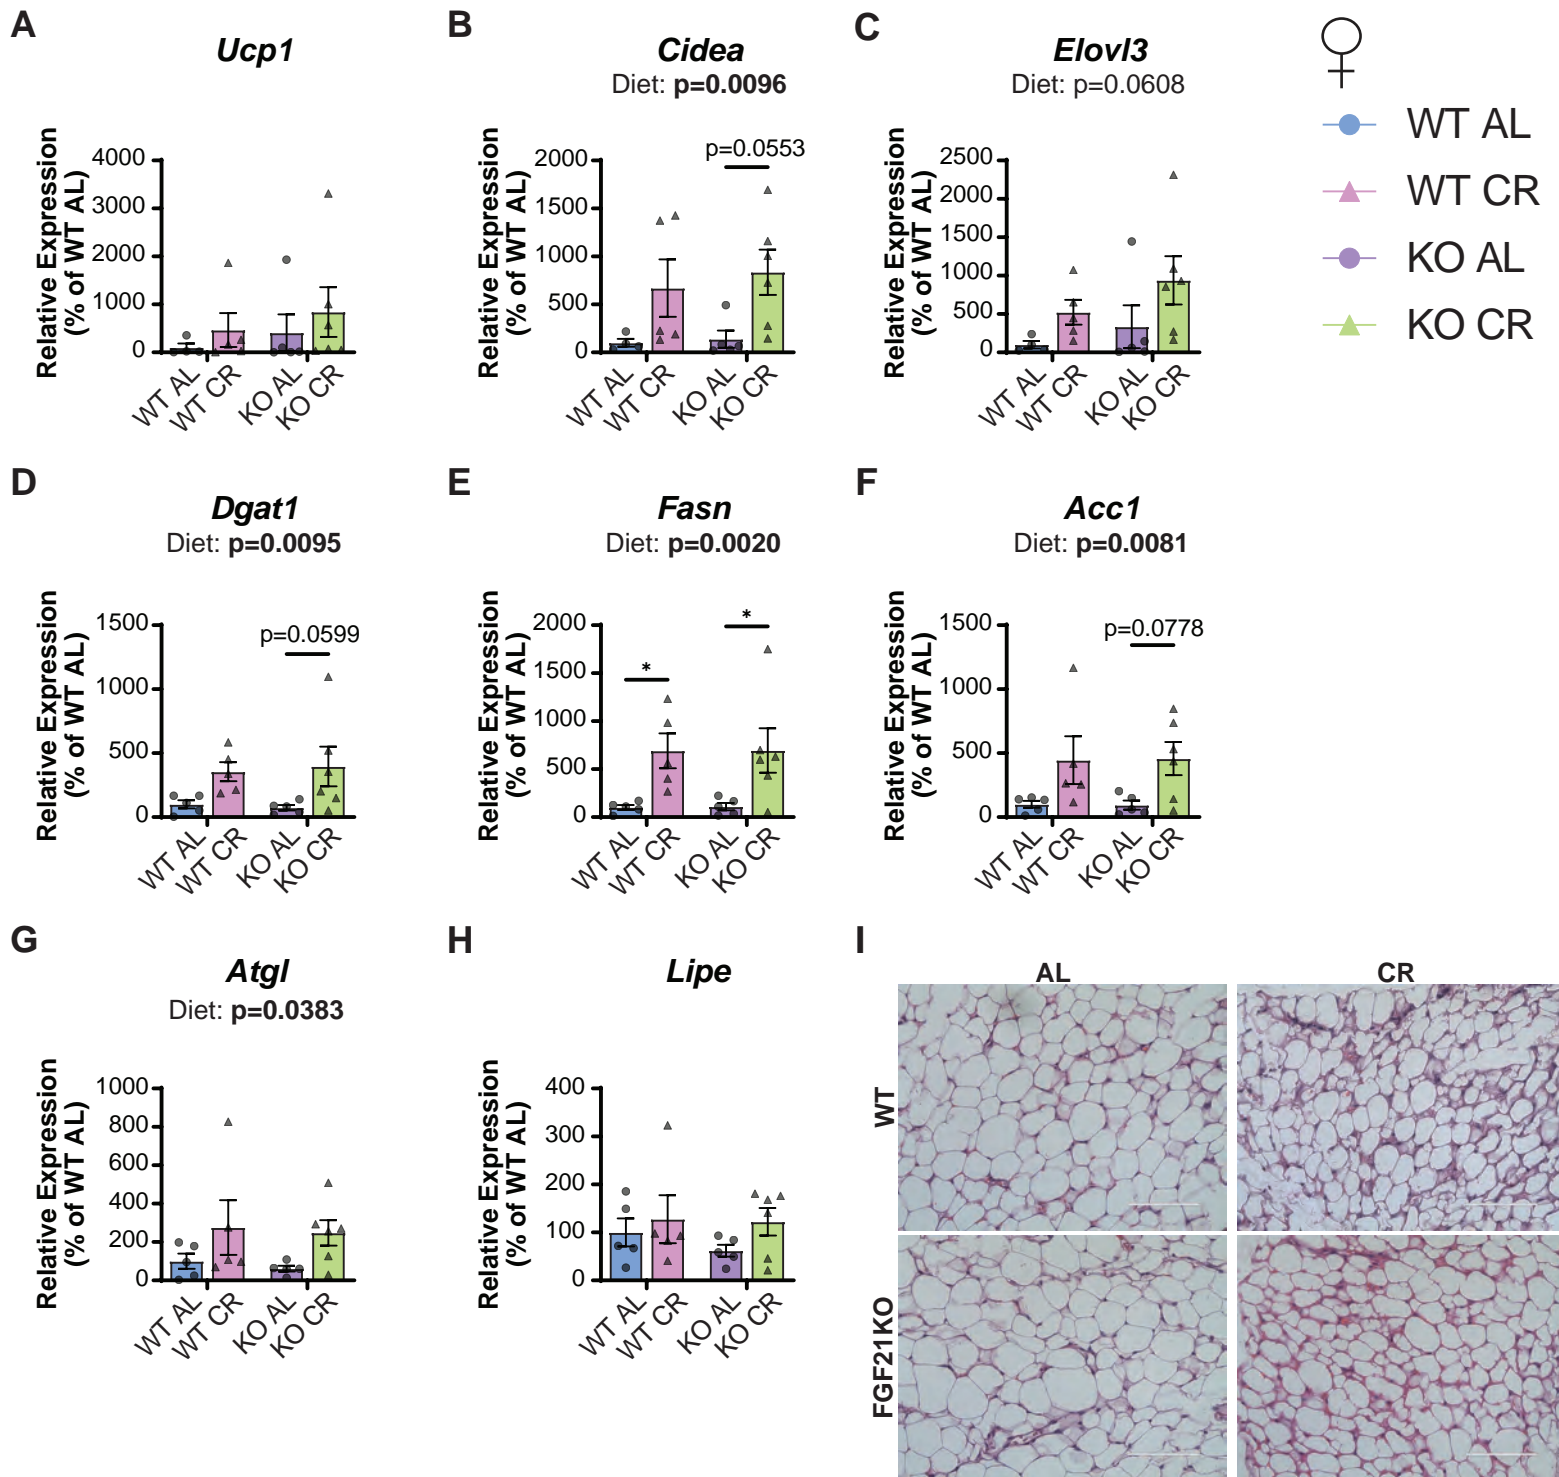 A
Ucp1
Relative Expression
(% of WT AL)
4000
3000
2000
1000
0
WT AL
WT CR
KO AL
KO CR
B
Cidea
Diet: p=0.0096
p=0.0553
Relative Expression
(% of WT AL)
2000
1500
1000
500
0
WT AL
WT CR
KO AL
KO CR
C
Elovl3
Diet: p=0.0608
Relative Expression
(% of WT AL)
2500
2000
1500
1000
500
0
WT AL
WT CR
KO AL
KO CR
♀
WT AL
WT CR
KO AL
KO CR
D
Dgat1
Diet: p=0.0095
p=0.0599
Relative Expression
(% of WT AL)
1500
1000
500
0
WT AL
WT CR
KO AL
KO CR
E
Fasn
Diet: p=0.0020
*
*
Relative Expression
(% of WT AL)
2000
1500
1000
500
0
WT AL
WT CR
KO AL
KO CR
F
Acc1
Diet: p=0.0081
p=0.0778
Relative Expression
(% of WT AL)
1500
1000
500
0
WT AL
WT CR
KO AL
KO CR
G
Atgl
Diet: p=0.0383
Relative Expression
(% of WT AL)
1000
800
600
400
200
0
WT AL
WT CR
KO AL
KO CR
H
Lipe
Relative Expression
(% of WT AL)
400
300
200
100
0
WT AL
WT CR
KO AL
KO CR
I
AL
CR
WT
FGF21KO